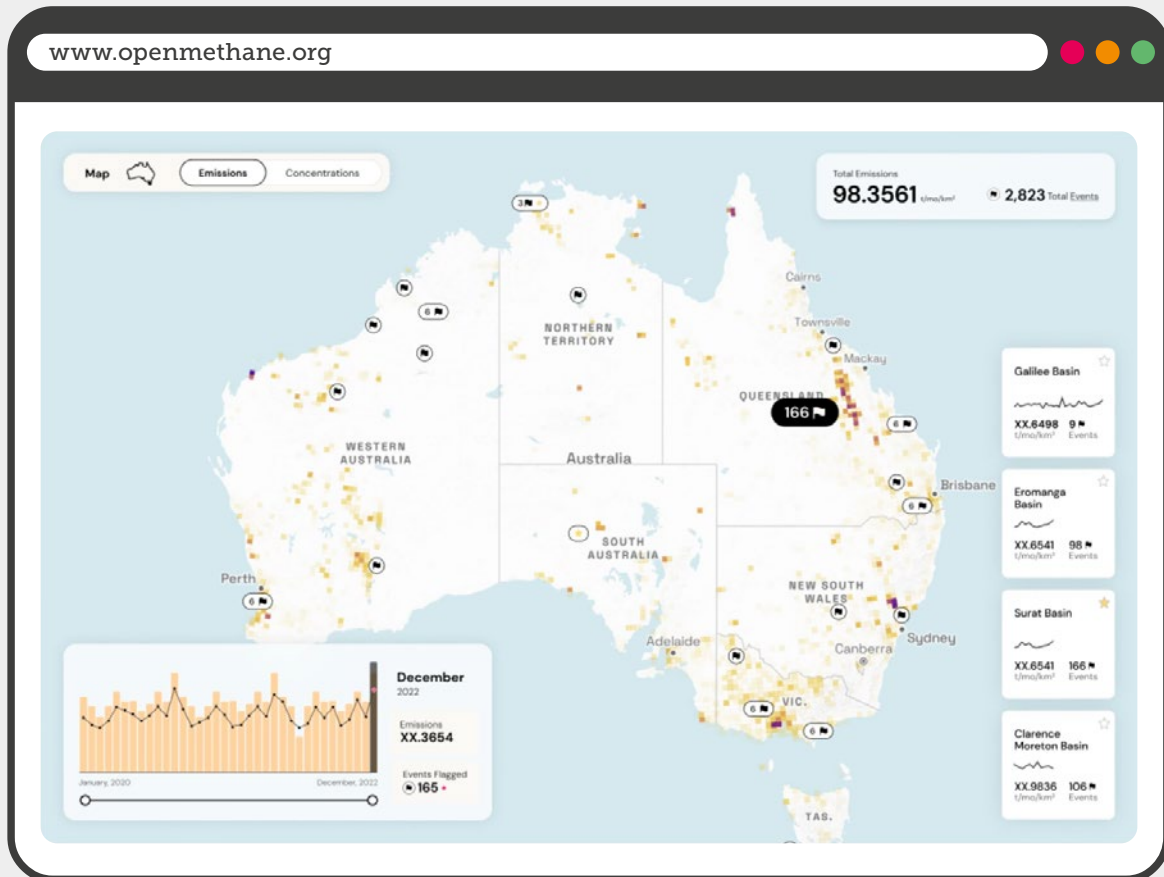 www.openmethane.org
Map
Emissions
Concentrations
Total Emissions
98.3561 t/mo/km²
2,823 Total Events
3
Cairns
6
NORTHERN
TERRITORY
Townsville
Mackay
QUEENSLAND
166
6
WESTERN
AUSTRALIA
Australia
Brisbane
6
SOUTH
AUSTRALIA
Perth
6
NEW SOUTH
WALES
Adelaide
Sydney
Canberra
VIC.
6
6
TAS.
Galilee Basin
XX.6498 9
t/mo/km² Events
Eromanga
Basin
XX.6541 98
t/mo/km² Events
Surat Basin
XX.6541 166
t/mo/km² Events
Clarence
Moreton Basin
XX.9836 106
t/mo/km² Events
December
2022
Emissions
XX.3654
Events Flagged
165
January, 2020
December, 2022